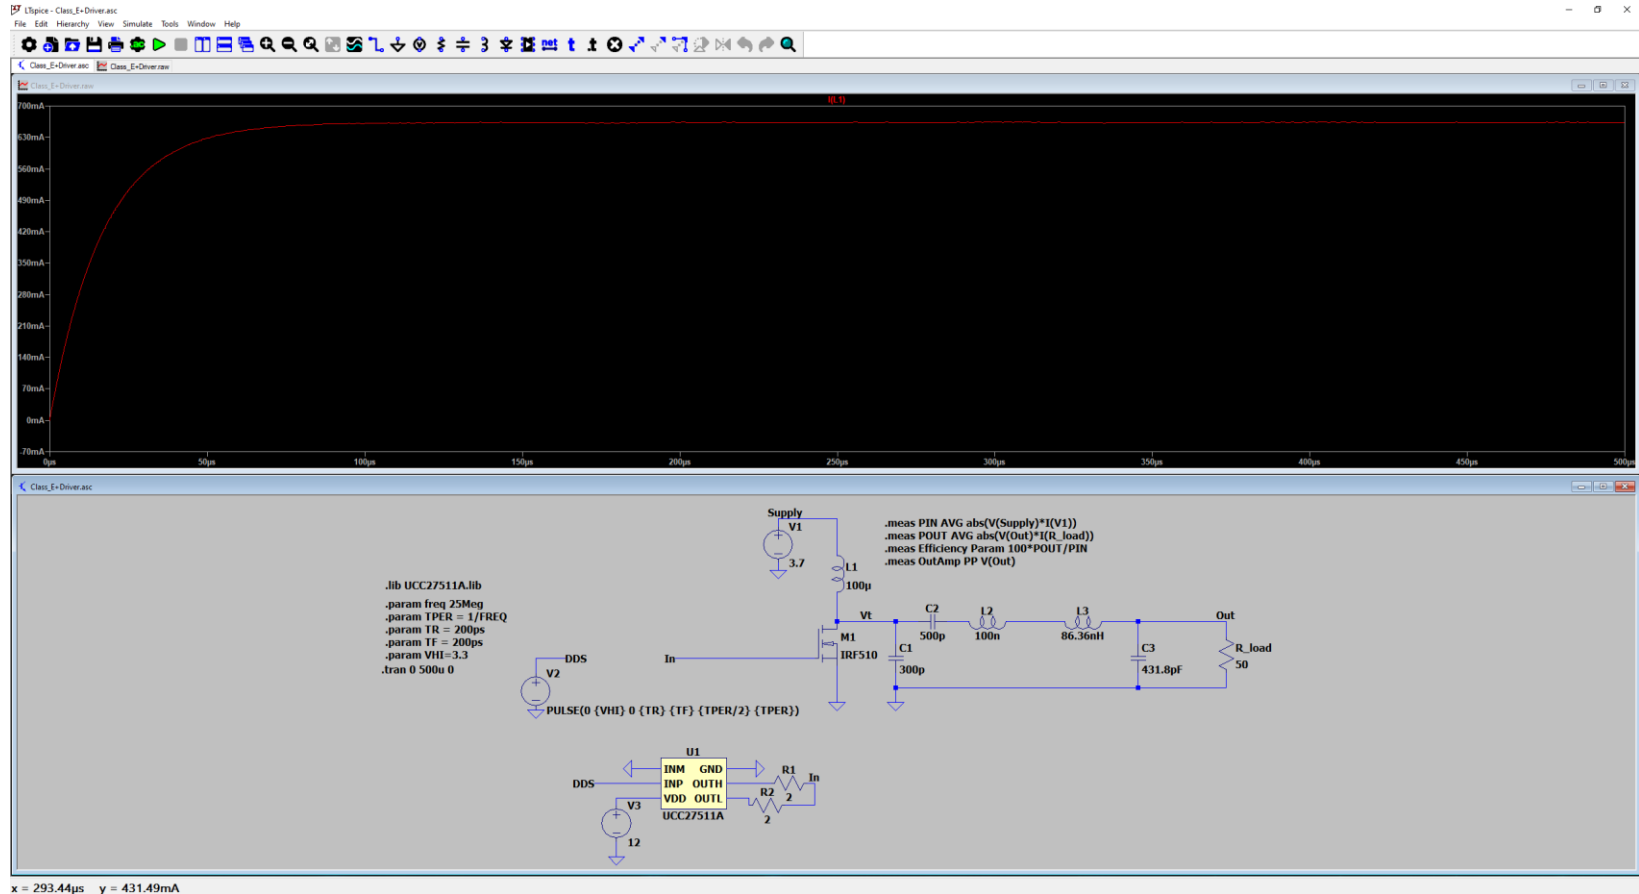 LTspice - Class_E+Driver.asc
File Edit Hierarchy View Simulate Tools Window Help
Class_E+Driver.asc Class_E+Driver.raw
Class_E+Driver.raw
I(L1)
700mA
630mA
560mA
490mA
420mA
350mA
280mA
210mA
140mA
70mA
0mA
-70mA
0µs 50µs 100µs 150µs 200µs 250µs 300µs 350µs 400µs 450µs 500µs
Class_E+Driver.asc
Supply
V1
3.7
.meas PIN AVG abs(V(Supply)*I(V1))
.meas POUT AVG abs(V(Out)*I(R_load))
.meas Efficiency Param 100*POUT/PIN
.meas OutAmp PP V(Out)
L1
100µ
.lib UCC27511A.lib
.param freq 25Meg
.param TPER = 1/FREQ
.param TR = 200ps
.param TF = 200ps
.param VHI=3.3
.tran 0 500u 0
Vt
C2
500p
L2
100n
L3
86.36nH
Out
M1
IRF510
C1
300p
C3
431.8pF
R_load
50
DDS
In
V2
PULSE(0 {VHI} 0 {TR} {TF} {TPER/2} {TPER})
U1
INM GND
INP OUTH
VDD OUTL
UCC27511A
DDS
R1
2
In
R2
2
V3
12
x = 293.44µs y = 431.49mA